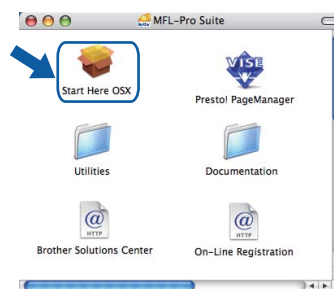 MFL-Pro Suite
Start Here OSX
VISE
Presto! PageManager
Utilities
Documentation
@
HTTP
Brother Solutions Center
@
HTTP
On-Line Registration